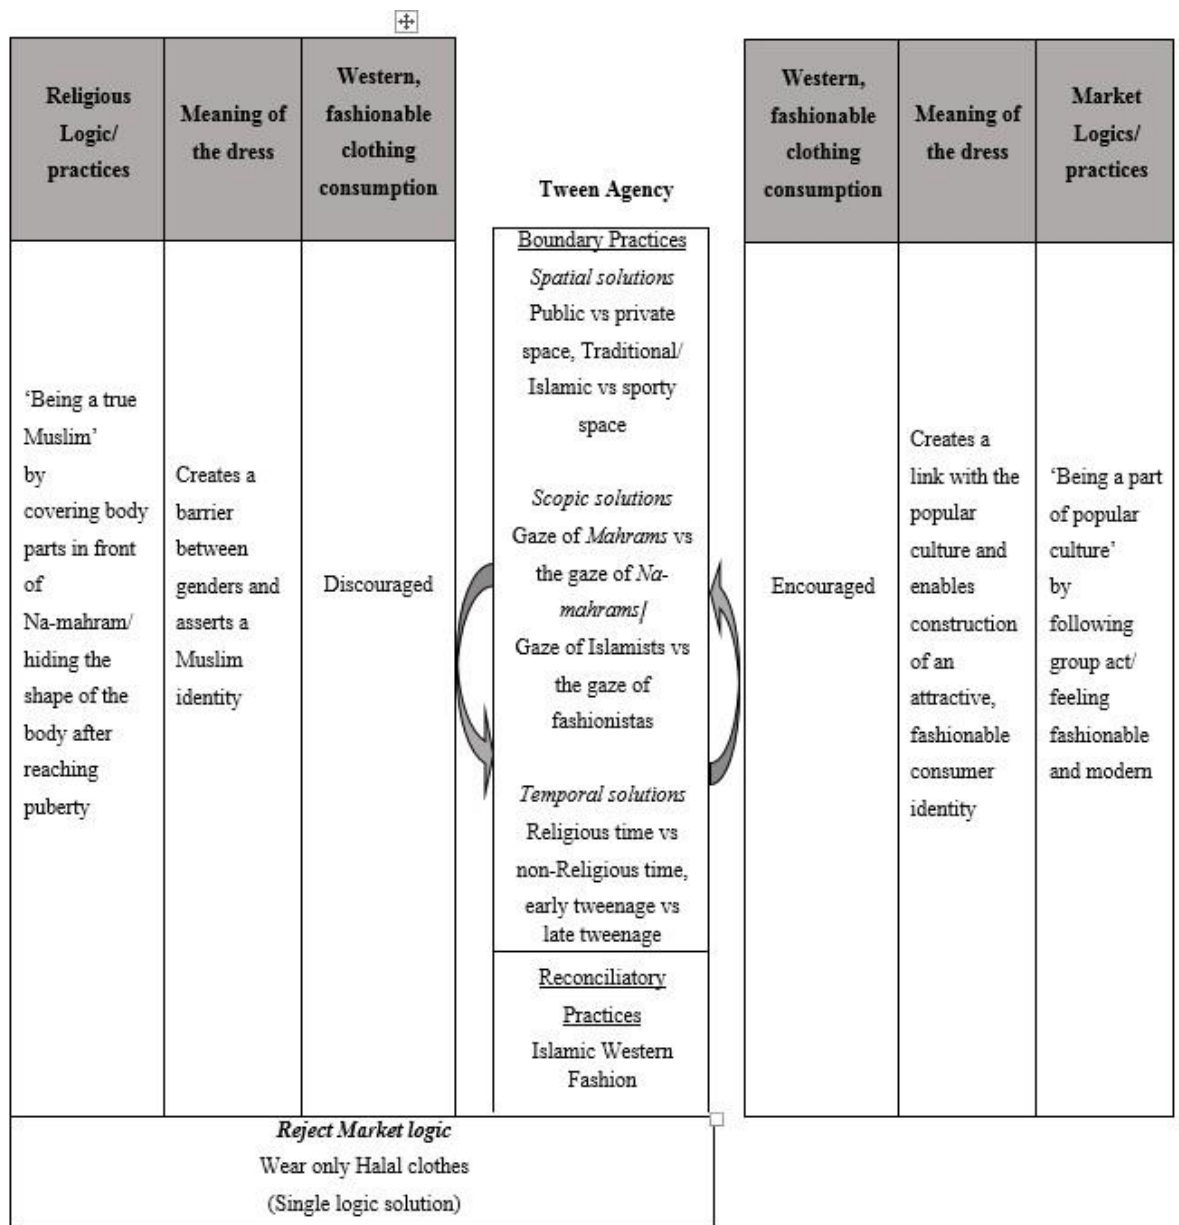 Religious
Logic/
practices
Meaning of
the dress
Western,
fashionable
clothing
consumption
‘Being a true
Muslim’
by
covering body
parts in front
of
Na-mahram/
hiding the
shape of the
body after
reaching
puberty
Creates a
barrier
between
genders and
asserts a
Muslim
identity
Discouraged
Tween Agency
Boundary Practices
Spatial solutions
Public vs private
space, Traditional/
Islamic vs sporty
space
Scopic solutions
Gaze of Mahrams vs
the gaze of Na-
mahrams/
Gaze of Islamists vs
the gaze of
fashionistas
Temporal solutions
Religious time vs
non-Religious time,
early tweenage vs
late tweenage
Reconciliatory
Practices
Islamic Western
Fashion
Western,
fashionable
clothing
consumption
Meaning of
the dress
Market
Logics/
practices
Encouraged
Creates a
link with the
popular
culture and
enables
construction
of an
attractive,
fashionable
consumer
identity
‘Being a part
of popular
culture’
by
following
group act/
feeling
fashionable
and modern
Reject Market logic
Wear only Halal clothes
(Single logic solution)